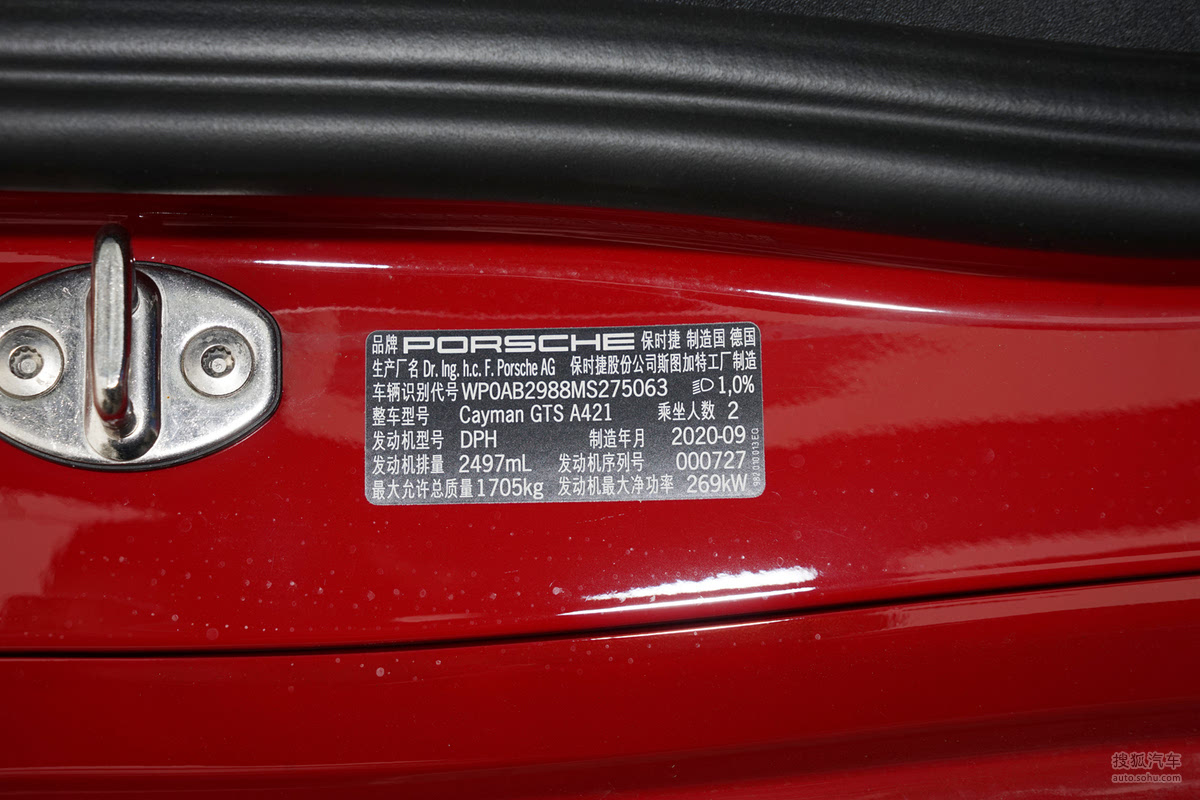 品牌 PORSCHE 保时捷 制造国 德国
生产厂名 Dr. Ing. h.c. F. Porsche AG 保时捷股份公司斯图加特工厂制造
车辆识别代号 WP0AB2988MS275063 1,0%
整车型号 Cayman GTS A421 乘坐人数 2
发动机型号 DPH 制造年月 2020-09
发动机排量 2497mL 发动机序列号 000727
最大允许总质量 1705kg 发动机最大净功率 269kW
982 010 013 EQ
搜狐汽车
auto.sohu.com